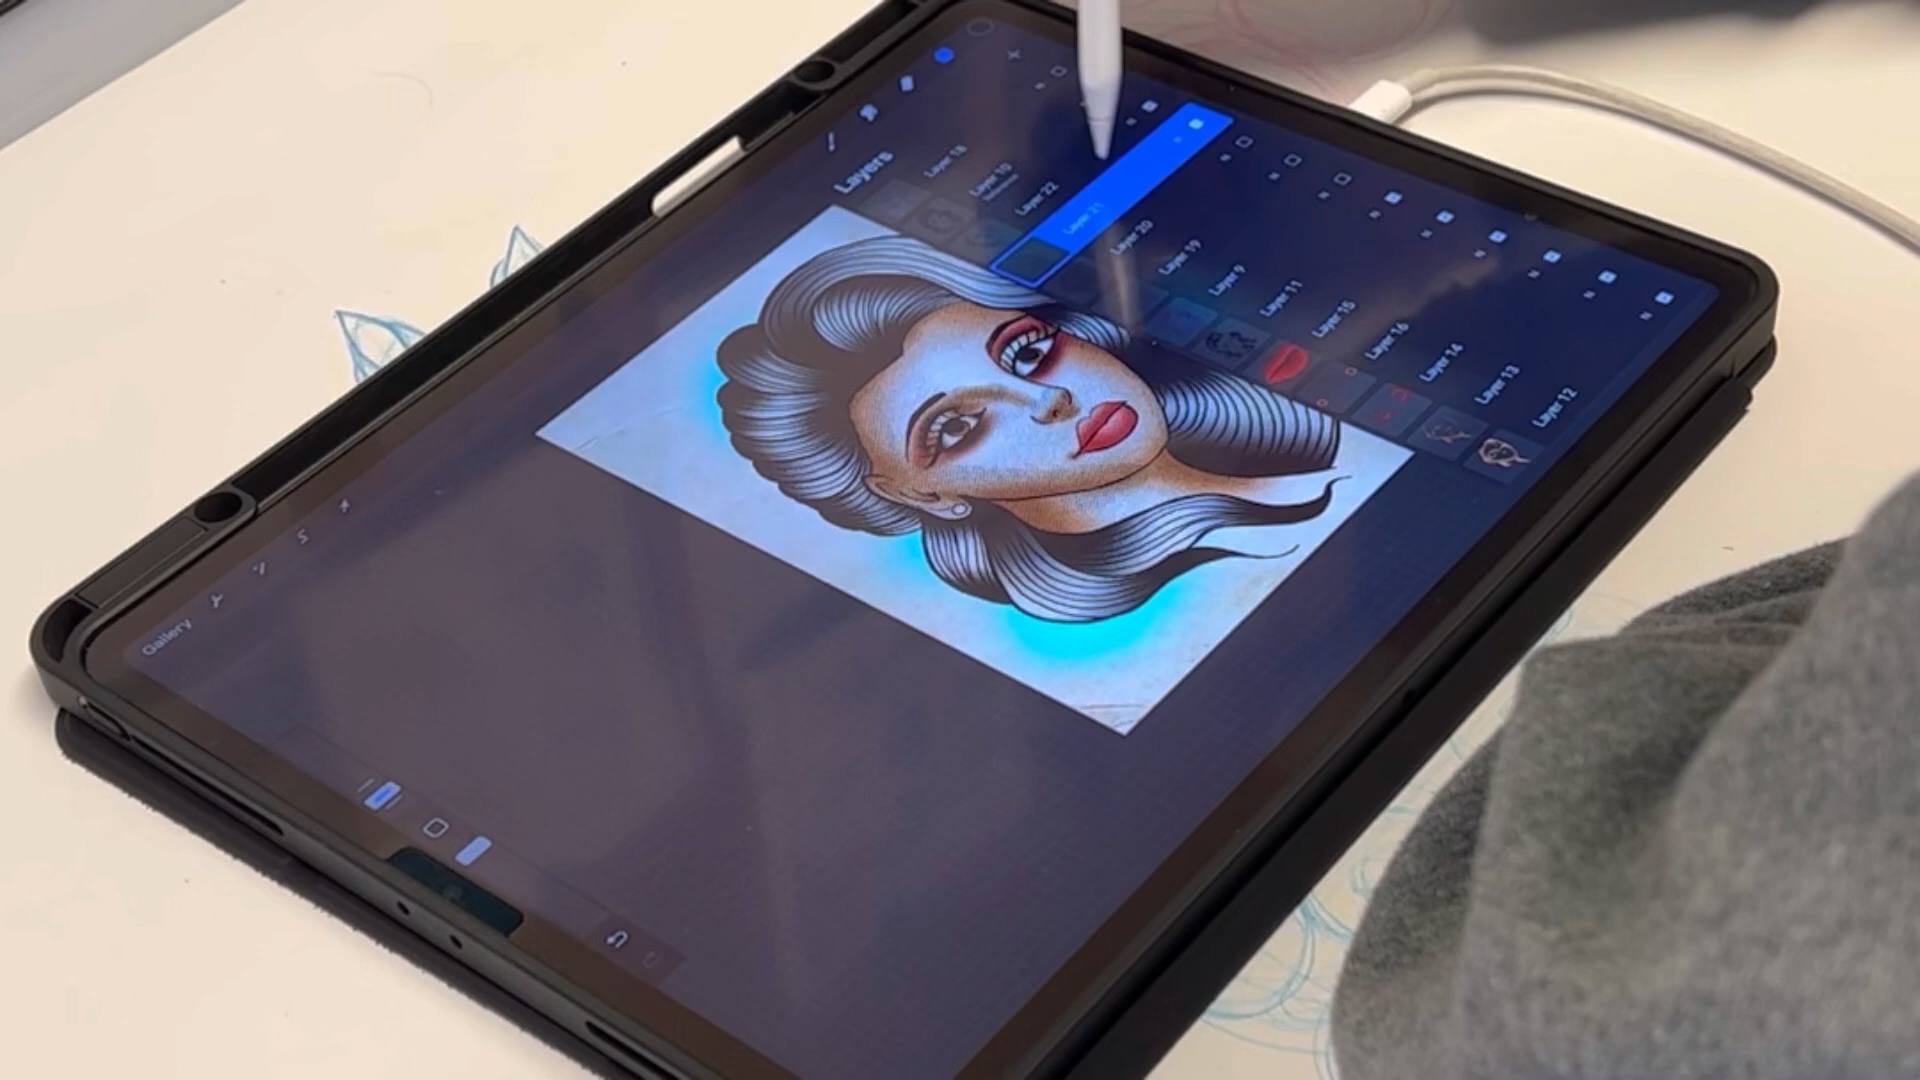 Gallery
Layers
Layer 18
Layer 10
Layer 22
Layer 21
Layer 20
Layer 19
Layer 9
Layer 11
Layer 15
Layer 16
Layer 14
Layer 13
Layer 12
N
N
N
N
N
N
N
N
N
N
N
N